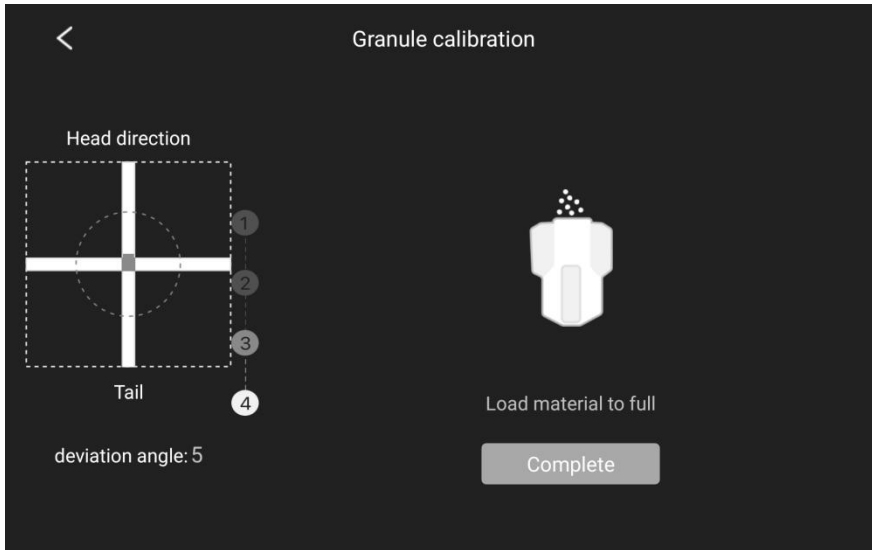 Granule calibration
Head direction
1
2
3
4
Tail
deviation angle: 5
Load material to full
Complete